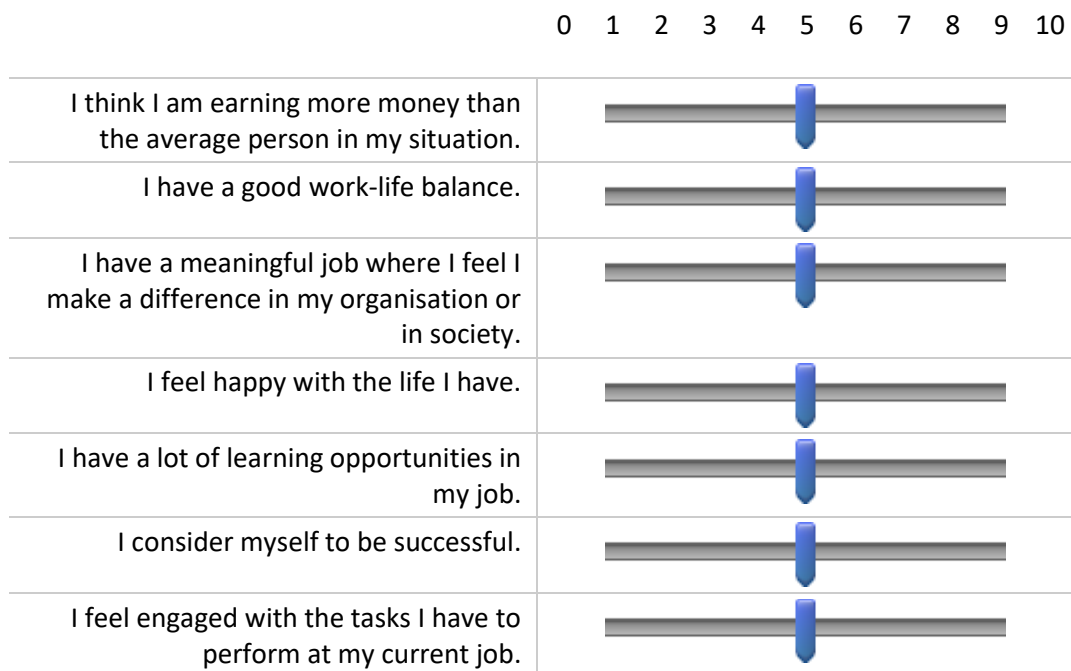 0 1 2 3 4 5 6 7 8 9 10
I think I am earning more money than
the average person in my situation.
I have a good work-life balance.
I have a meaningful job where I feel I
make a difference in my organisation or
in society.
I feel happy with the life I have.
I have a lot of learning opportunities in
my job.
I consider myself to be successful.
I feel engaged with the tasks I have to
perform at my current job.